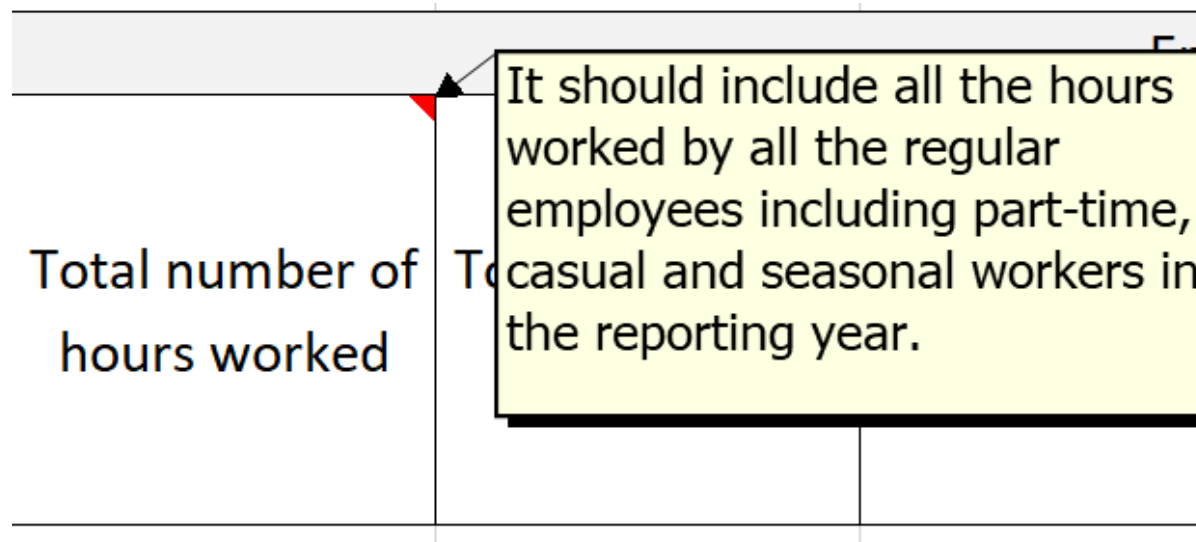 It should include all the hours
worked by all the regular
employees including part-time,
casual and seasonal workers in
the reporting year.
Total number of
hours worked